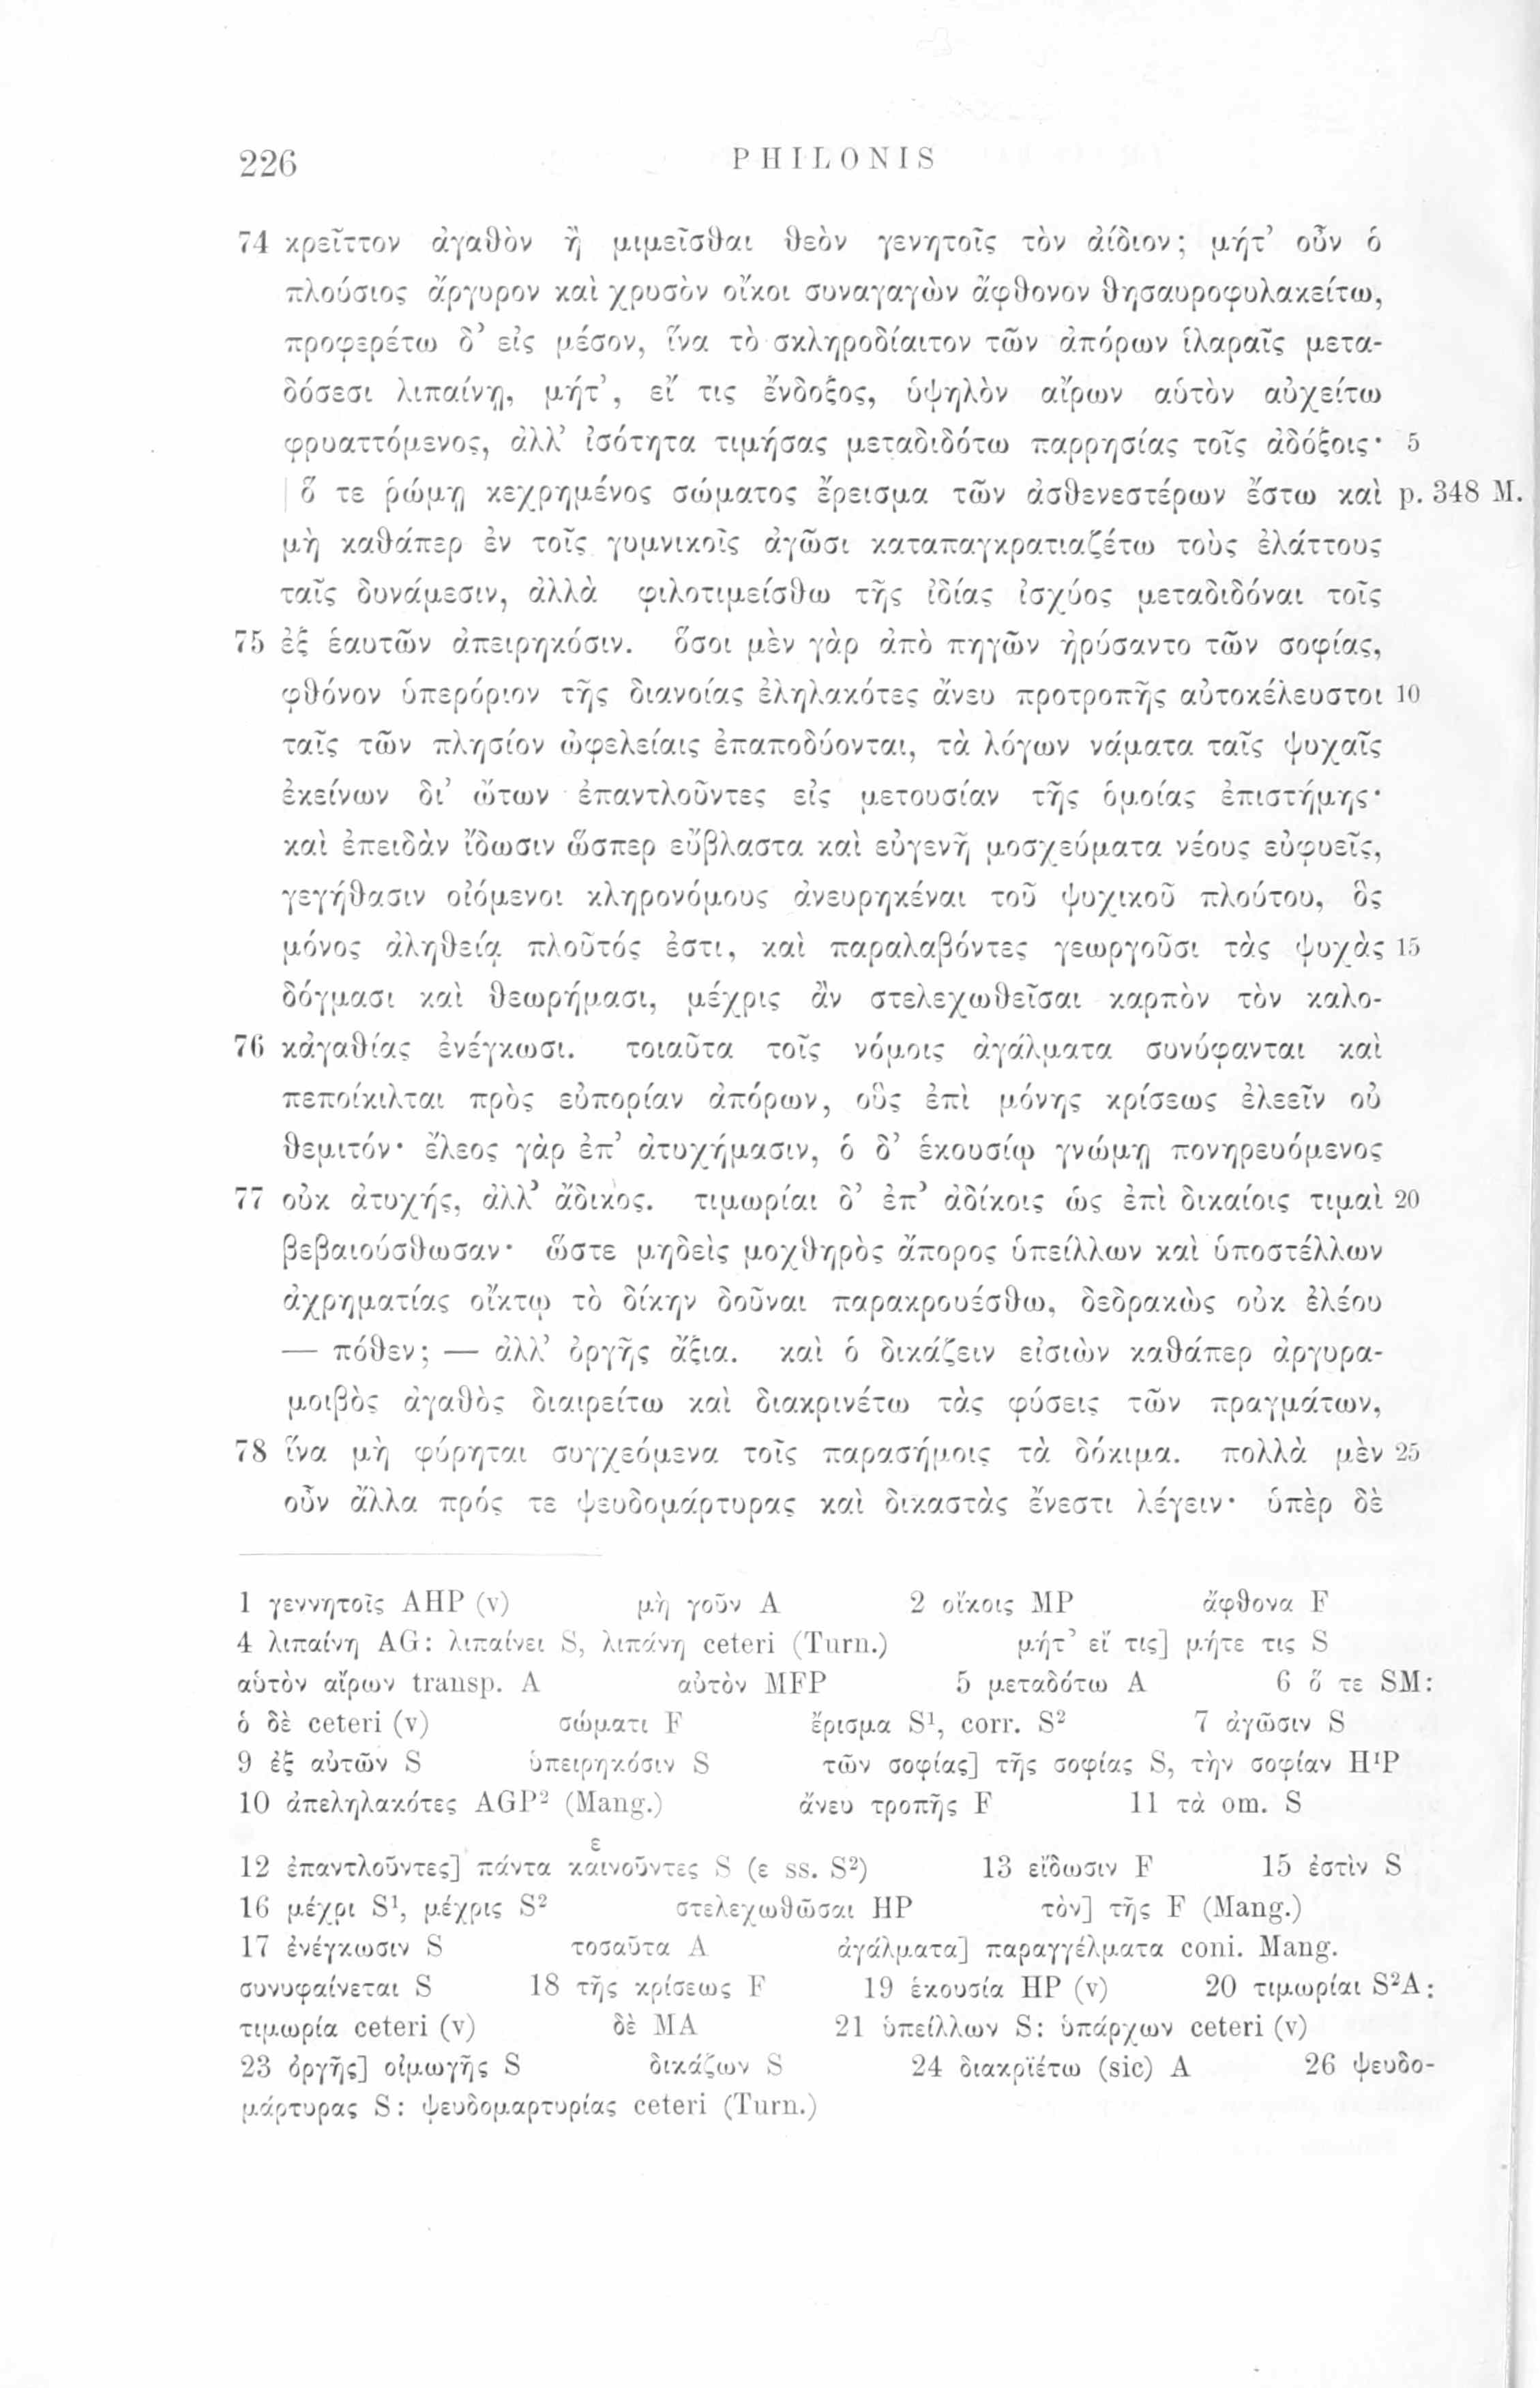 226 PHILONIS
74 κρεῖττον ἀγαθὸν ἢ μιμεῖσθαι θεὸν γενητοῖς τὸν ἀίδιον; μήτ’ οὖν ὁ
πλούσιος ἄργυρον καὶ χρυσὸν οἴκοι συναγαγὼν ἄφθονον θησαυροφυλακείτω,
προφερέτω δ’ εἰς μέσον, ἵνα τὸ σκληροδίαιτον τῶν ἀπόρων ἱλαραῖς μετα-
δόσεσι λιπαίνῃ, μήτ’, εἴ τις ἔνδοξος, ὑψηλὸν αἴρων αὑτὸν αὐχείτω
φρυαττόμενος, ἀλλ’ ἰσότητα τιμήσας μεταδιδότω παρρησίας τοῖς ἀδόξοις· 5
| ὅ τε ῥώμῃ κεχρημένος σώματος ἔρεισμα τῶν ἀσθενεστέρων ἔστω καὶ p. 348 M.
μὴ καθάπερ ἐν τοῖς γυμνικοῖς ἀγῶσι καταπαγκρατιαζέτω τοὺς ἐλάττους
ταῖς δυνάμεσιν, ἀλλὰ φιλοτιμείσθω τῆς ἰδίας ἰσχύος μεταδιδόναι τοῖς
75 ἐξ ἑαυτῶν ἀπειρηκόσιν. ὅσοι μὲν γὰρ ἀπὸ πηγῶν ἠρύσαντο τῶν σοφίας,
φθόνον ὑπερόριον τῆς διανοίας ἐληλακότες ἄνευ προτροπῆς αὐτοκέλευστοι 10
ταῖς τῶν πλησίον ὠφελείαις ἐπαποδύονται, τὰ λόγων νάματα ταῖς ψυχαῖς
ἐκείνων δι’ ὤτων ἐπαντλοῦντες εἰς μετουσίαν τῆς ὁμοίας ἐπιστήμης·
καὶ ἐπειδὰν ἴδωσιν ὥσπερ εὔβλαστα καὶ εὐγενῆ μοσχεύματα νέους εὐφυεῖς,
γεγήθασιν οἰόμενοι κληρονόμους ἀνευρηκέναι τοῦ ψυχικοῦ πλούτου, ὃς
μόνος ἀληθείᾳ πλοῦτός ἐστι, καὶ παραλαβόντες γεωργοῦσι τὰς ψυχὰς 15
δόγμασι καὶ θεωρήμασι, μέχρις ἂν στελεχωθεῖσαι καρπὸν τὸν καλο-
76 κἀγαθίας ἐνέγκωσι. τοιαῦτα τοῖς νόμοις ἀγάλματα συνύφανται καὶ
πεποίκιλται πρὸς εὐπορίαν ἀπόρων, οὓς ἐπὶ μόνης κρίσεως ἐλεεῖν οὐ
θεμιτόν· ἔλεος γὰρ ἐπ’ ἀτυχήμασιν, ὁ δ’ ἑκουσίῳ γνώμῃ πονηρευόμενος
77 οὐκ ἀτυχής, ἀλλ’ ἄδικος. τιμωρίαι δ’ ἐπ’ ἀδίκοις ὡς ἐπὶ δικαίοις τιμαὶ 20
βεβαιούσθωσαν· ὥστε μηδεὶς μοχθηρὸς ἄπορος ὑπείλλων καὶ ὑποστέλλων
ἀχρηματίας οἴκτῳ τὸ δίκην δοῦναι παρακρουέσθω, δεδρακὼς οὐκ ἐλέου
— πόθεν; — ἀλλ’ ὀργῆς ἄξια. καὶ ὁ δικάζειν εἰσιὼν καθάπερ ἀργυρα-
μοιβὸς ἀγαθὸς διαιρείτω καὶ διακρινέτω τὰς φύσεις τῶν πραγμάτων,
78 ἵνα μὴ φύρηται συγχεόμενα τοῖς παρασήμοις τὰ δόκιμα. πολλὰ μὲν 25
οὖν ἄλλα πρός τε ψευδομάρτυρας καὶ δικαστὰς ἔνεστι λέγειν· ὑπὲρ δὲ
1 γεννητοῖς AHP (v) μὴ γοῦν A 2 οἴκοις MP ἄφθονα F
4 λιπαίνη AG: λιπαίνει S, λιπάνη ceteri (Turn.) μήτ’ εἴ τις] μήτε τις S
αὑτὸν αἴρων transp. A αὐτὸν MFP 5 μεταδότω A 6 ὅ τε SM:
ὁ δὲ ceteri (v) σώματι F ἔρισμα S¹, corr. S² 7 ἀγῶσιν S
9 ἐξ αὐτῶν S ὑπειρηκόσιν S τῶν σοφίας] τῆς σοφίας S, τὴν σοφίαν H¹P
10 ἀπεληλακότες AGP² (Mang.) ἄνευ τροπῆς F 11 τὰ om. S
ε
12 ἐπαντλοῦντες] πάντα καινοῦντες S (ε ss. S²) 13 εἴδωσιν F 15 ἐστὶν S
16 μέχρι S¹, μέχρις S² στελεχωθῶσαι HP τὸν] τῆς F (Mang.)
17 ἐνέγκωσιν S τοσαῦτα A ἀγάλματα] παραγγέλματα coni. Mang.
συνυφαίνεται S 18 τῆς κρίσεως F 19 ἑκουσία HP (v) 20 τιμωρίαι S²A:
τιμωρία ceteri (v) δὲ MA 21 ὑπείλλων S: ὑπάρχων ceteri (v)
23 ὀργῆς] οἰμωγῆς S δικάζων S 24 διακρϊέτω (sic) A 26 ψευδο-
μάρτυρας S: ψευδομαρτυρίας ceteri (Turn.)